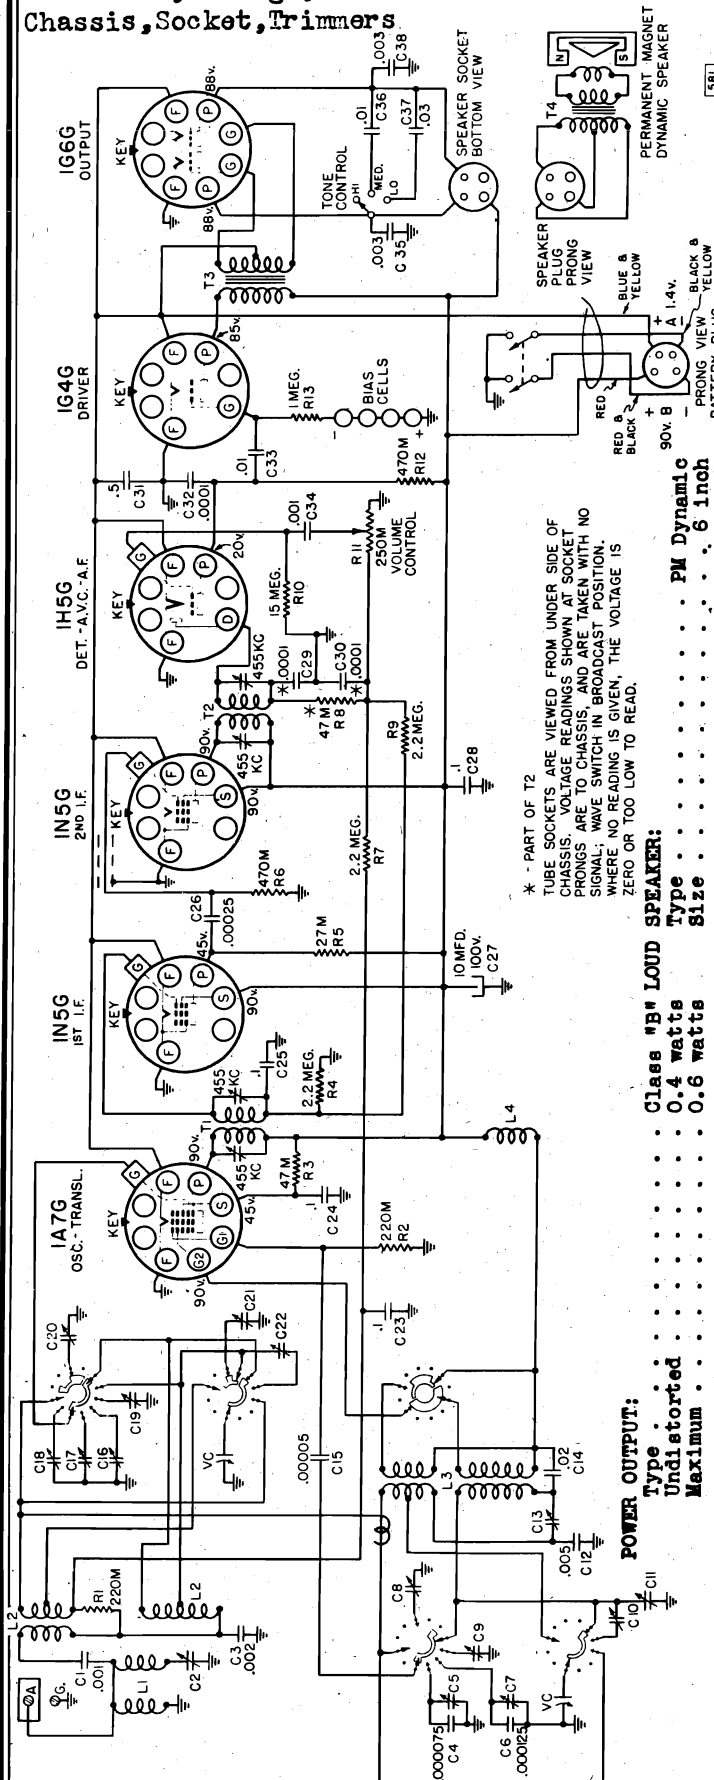 Chassis,Socket,Trimmers
1G6G
OUTPUT
KEY
F
F
P
P
G
G
88v.
88v.
.003
C38
.01
C36
C37
.03
TONE
CONTROL
HI
MED.
LO
.003
C35
SPEAKER SOCKET
BOTTOM VIEW
T3
T4
N
S
PERMANENT MAGNET
DYNAMIC SPEAKER
SPEAKER
PLUG
PRONG
VIEW
1G4G
DRIVER
KEY
F
F
P
G
85v.
1 MEG.
R13
BIAS
CELLS
-
+
.01
C33
.5
C31
C32
.0001
470M
R12
BLUE &
YELLOW
RED
RED &
BLACK
+
90v. B
-
+
A 1.4v.
-
BLACK &
YELLOW
PRONG VIEW
1H5G
DET.-A.V.C.-A.F.
KEY
G
F
F
P
D
20v.
.001
C34
R11
250M
VOLUME
CONTROL
15 MEG.
R10
*.0001
C29
C30
*.0001
455KC
T2
*
47M
R8
R9
2.2 MEG.
1N5G
2ND I.F.
KEY
G
F
F
P
S
90v.
90v.
455
KC
.1
C28
470M
R6
2.2 MEG.
R7
C26
.00025
1N5G
1ST I.F.
KEY
G
F
F
P
S
45v.
90v.
27M
R5
10 MFD.
100v.
C27
.1
C25
455
KC
2.2 MEG.
R4
T1
455
KC
* - PART OF T2
TUBE SOCKETS ARE VIEWED FROM UNDER SIDE OF
CHASSIS. VOLTAGE READINGS SHOWN AT SOCKET
PRONGS ARE TO CHASSIS, AND ARE TAKEN WITH NO
SIGNAL; WAVE SWITCH IN BROADCAST POSITION.
WHERE NO READING IS GIVEN, THE VOLTAGE IS
ZERO OR TOO LOW TO READ.
1A7G
OSC.-TRANSL.
KEY
G
F
F
P
S
G1
G2
90v.
90v.
45v.
47M
R3
.1
C24
220M
R2
L4
.1
C23
C20
C21
C22
C19
C18
C17
C16
VC
.00005
C15
L3
.02
C14
C13
.005
C12
L2
R1
220M
L2
C1
.001
L1
C2
C3
.002
A
G.
C8
C9
C5
.000075
C4
C7
C6
.000125
VC
C10
C11
POWER OUTPUT:
Type . . . . . . . . . . . Class "B"
Undistorted . . . . . . . 0.4 watts
Maximum . . . . . . . . . 0.6 watts
LOUD SPEAKER:
Type . . . . . . . . PM Dynamic
Size . . . . . . . . . . 6 inch